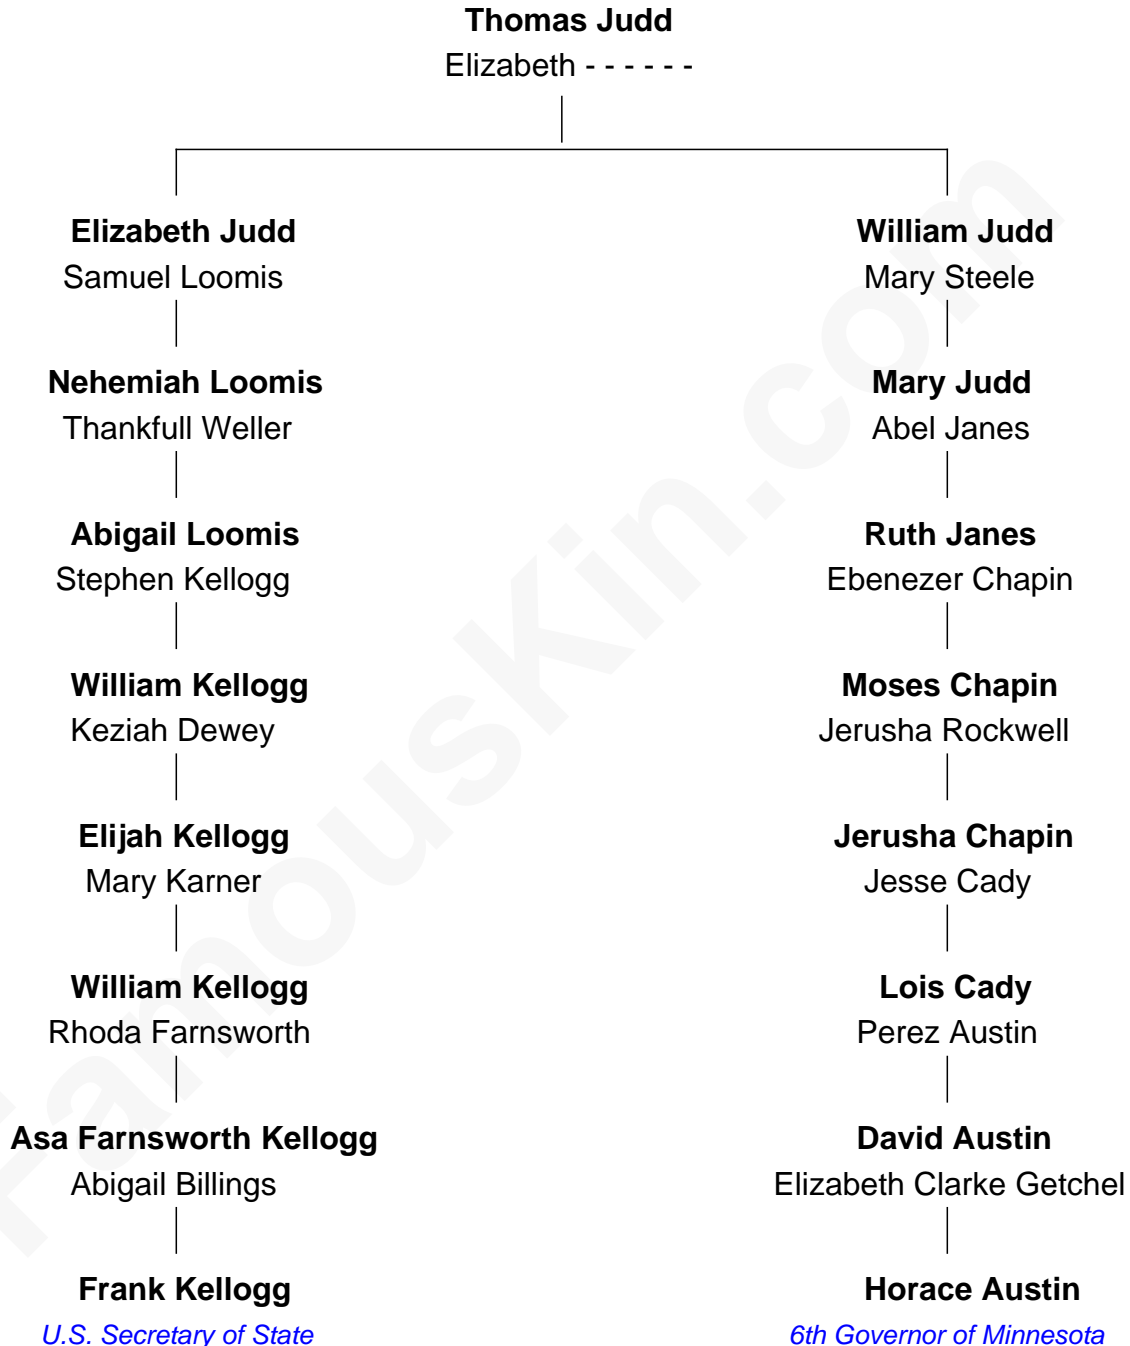 Thomas Judd
Elizabeth - - - - - -
Elizabeth Judd
Samuel Loomis
William Judd
Mary Steele
Nehemiah Loomis
Thankfull Weller
Mary Judd
Abel Janes
Abigail Loomis
Stephen Kellogg
Ruth Janes
Ebenezer Chapin
William Kellogg
Keziah Dewey
Moses Chapin
Jerusha Rockwell
Elijah Kellogg
Mary Karner
Jerusha Chapin
Jesse Cady
William Kellogg
Rhoda Farnsworth
Lois Cady
Perez Austin
Asa Farnsworth Kellogg
Abigail Billings
David Austin
Elizabeth Clarke Getchel
Frank Kellogg
U.S. Secretary of State
Horace Austin
6th Governor of Minnesota
FamousKin.com